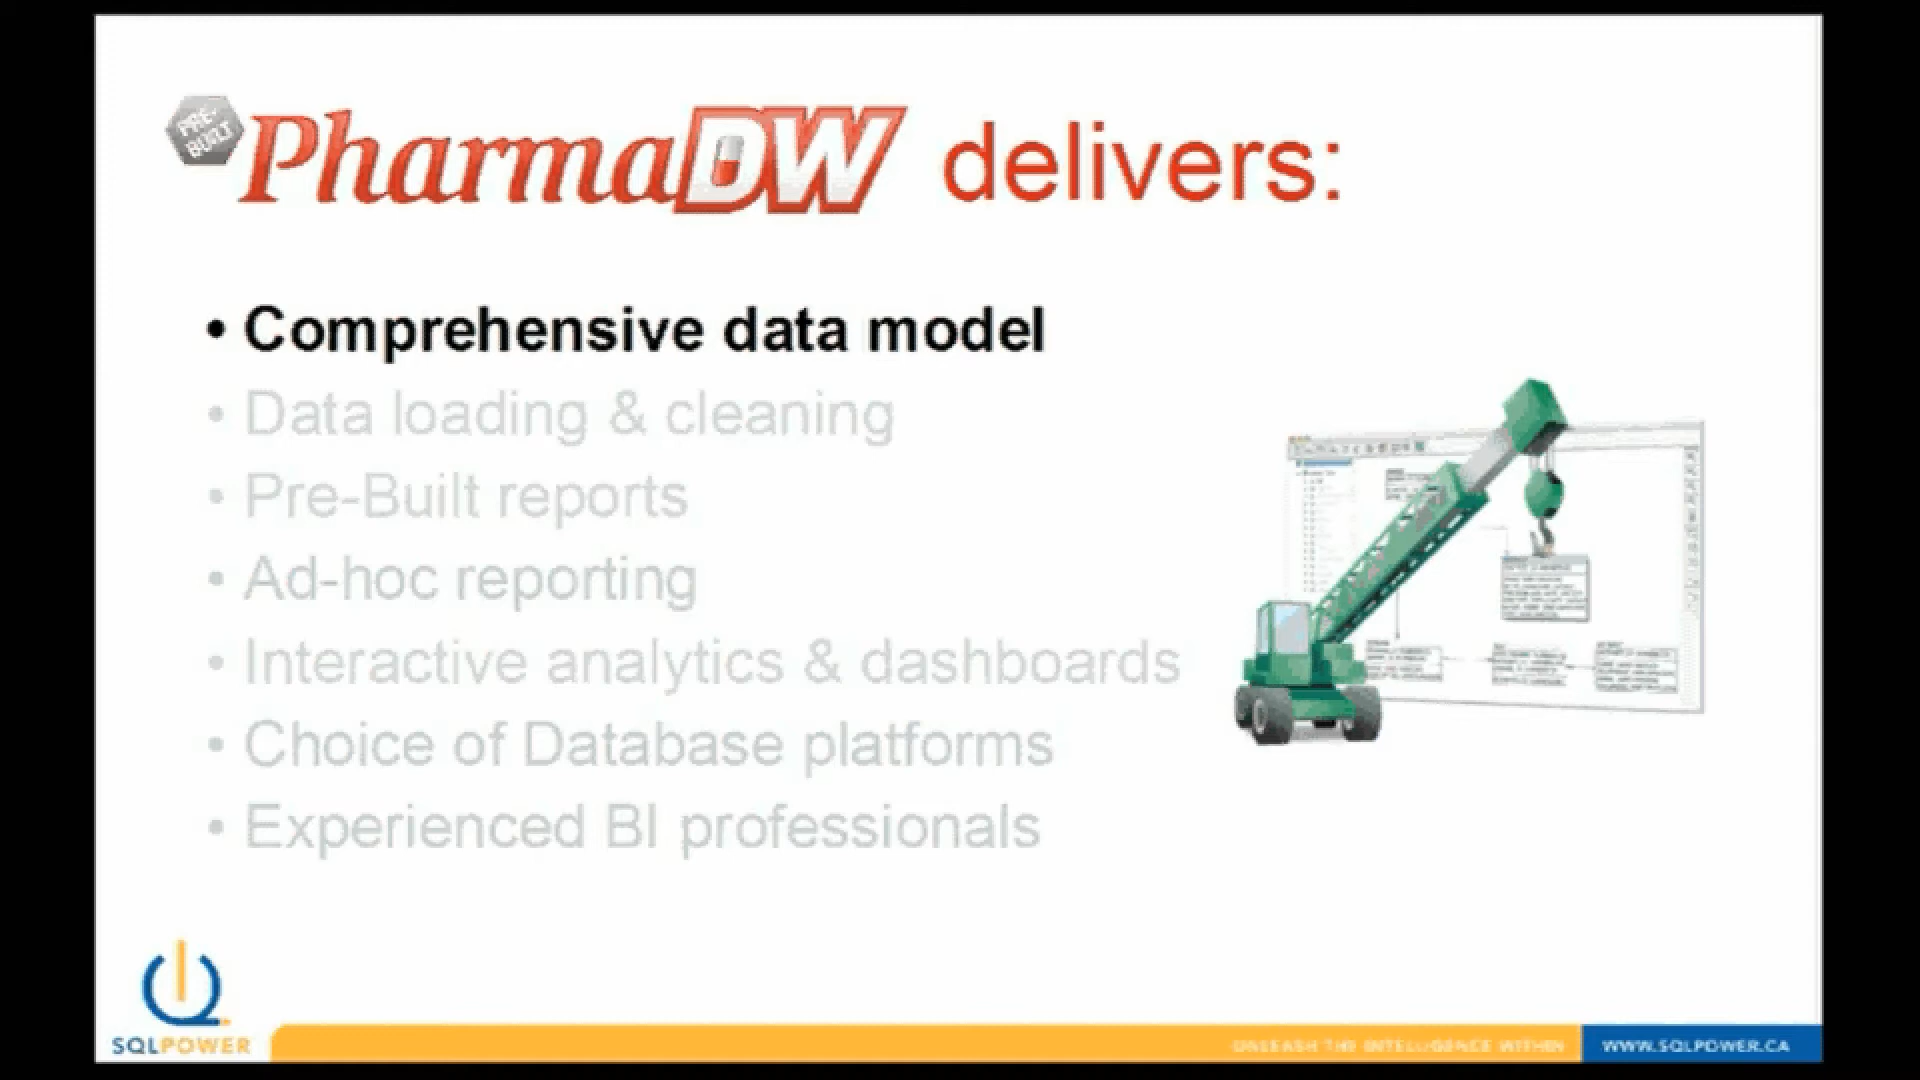 PRE-
BUILT
PharmaDW delivers:
• Comprehensive data model
• Data loading & cleaning
• Pre-Built reports
• Ad-hoc reporting
• Interactive analytics & dashboards
• Choice of Database platforms
• Experienced BI professionals
SQLPOWER
UNLEASH THE INTELLIGENCE WITHIN
WWW.SQLPOWER.CA